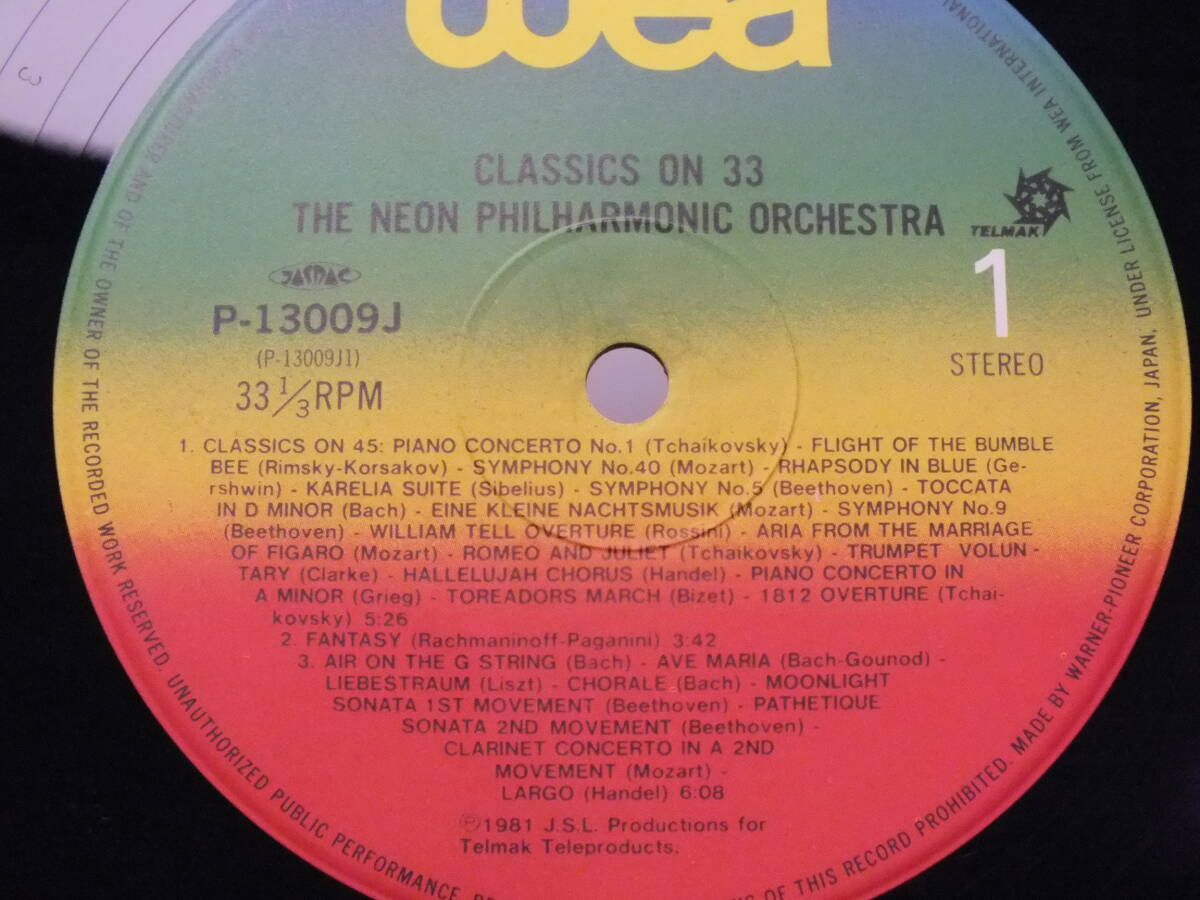 wea
CLASSICS ON 33
THE NEON PHILHARMONIC ORCHESTRA
TELMAK
JASRAC
P-13009J
(P-13009J1)
33 1/3 RPM
1
STEREO
1. CLASSICS ON 45: PIANO CONCERTO No.1 (Tchaikovsky) - FLIGHT OF THE BUMBLE
BEE (Rimsky-Korsakov) - SYMPHONY No.40 (Mozart) - RHAPSODY IN BLUE (Ge-
rshwin) - KARELIA SUITE (Sibelius) - SYMPHONY No.5 (Beethoven) - TOCCATA
IN D MINOR (Bach) - EINE KLEINE NACHTSMUSIK (Mozart) - SYMPHONY No.9
(Beethoven) - WILLIAM TELL OVERTURE (Rossini) - ARIA FROM THE MARRIAGE
OF FIGARO (Mozart) - ROMEO AND JULIET (Tchaikovsky) - TRUMPET VOLUN-
TARY (Clarke) - HALLELUJAH CHORUS (Handel) - PIANO CONCERTO IN
A MINOR (Grieg) - TOREADORS MARCH (Bizet) - 1812 OVERTURE (Tchai-
kovsky) 5:26
2. FANTASY (Rachmaninoff-Paganini) 3:42
3. AIR ON THE G STRING (Bach) - AVE MARIA (Bach-Gounod) -
LIEBESTRAUM (Liszt) - CHORALE (Bach) - MOONLIGHT
SONATA 1ST MOVEMENT (Beethoven) - PATHETIQUE
SONATA 2ND MOVEMENT (Beethoven) -
CLARINET CONCERTO IN A 2ND
MOVEMENT (Mozart) -
LARGO (Handel) 6:08
℗1981 J.S.L. Productions for
Telmak Teleproducts.
AND OF THE OWNER OF THE RECORDED WORK RESERVED. UNAUTHORIZED PUBLIC PERFORMANCE,
OF THIS RECORD PROHIBITED. MADE BY WARNER-PIONEER CORPORATION, JAPAN, UNDER LICENSE FROM WEA INTERNATIONAL
3